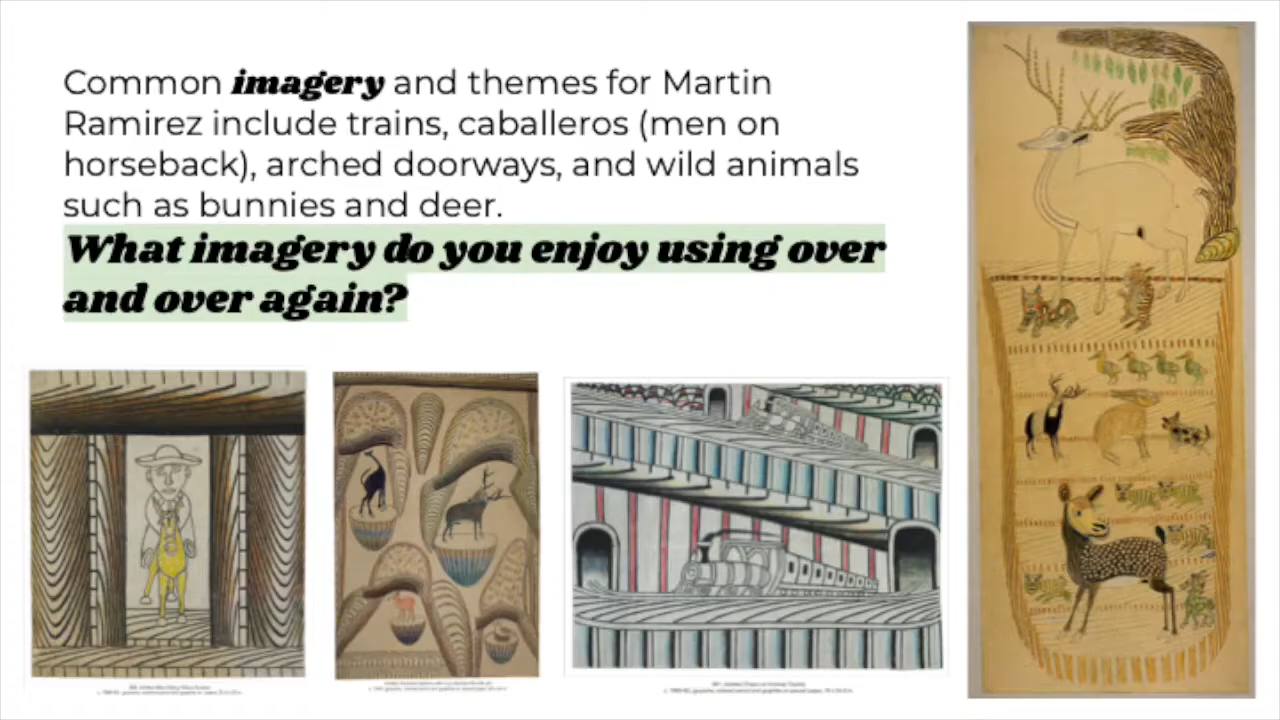 Common imagery and themes for Martin
Ramirez include trains, caballeros (men on
horseback), arched doorways, and wild animals
such as bunnies and deer.
What imagery do you enjoy using over
and over again?